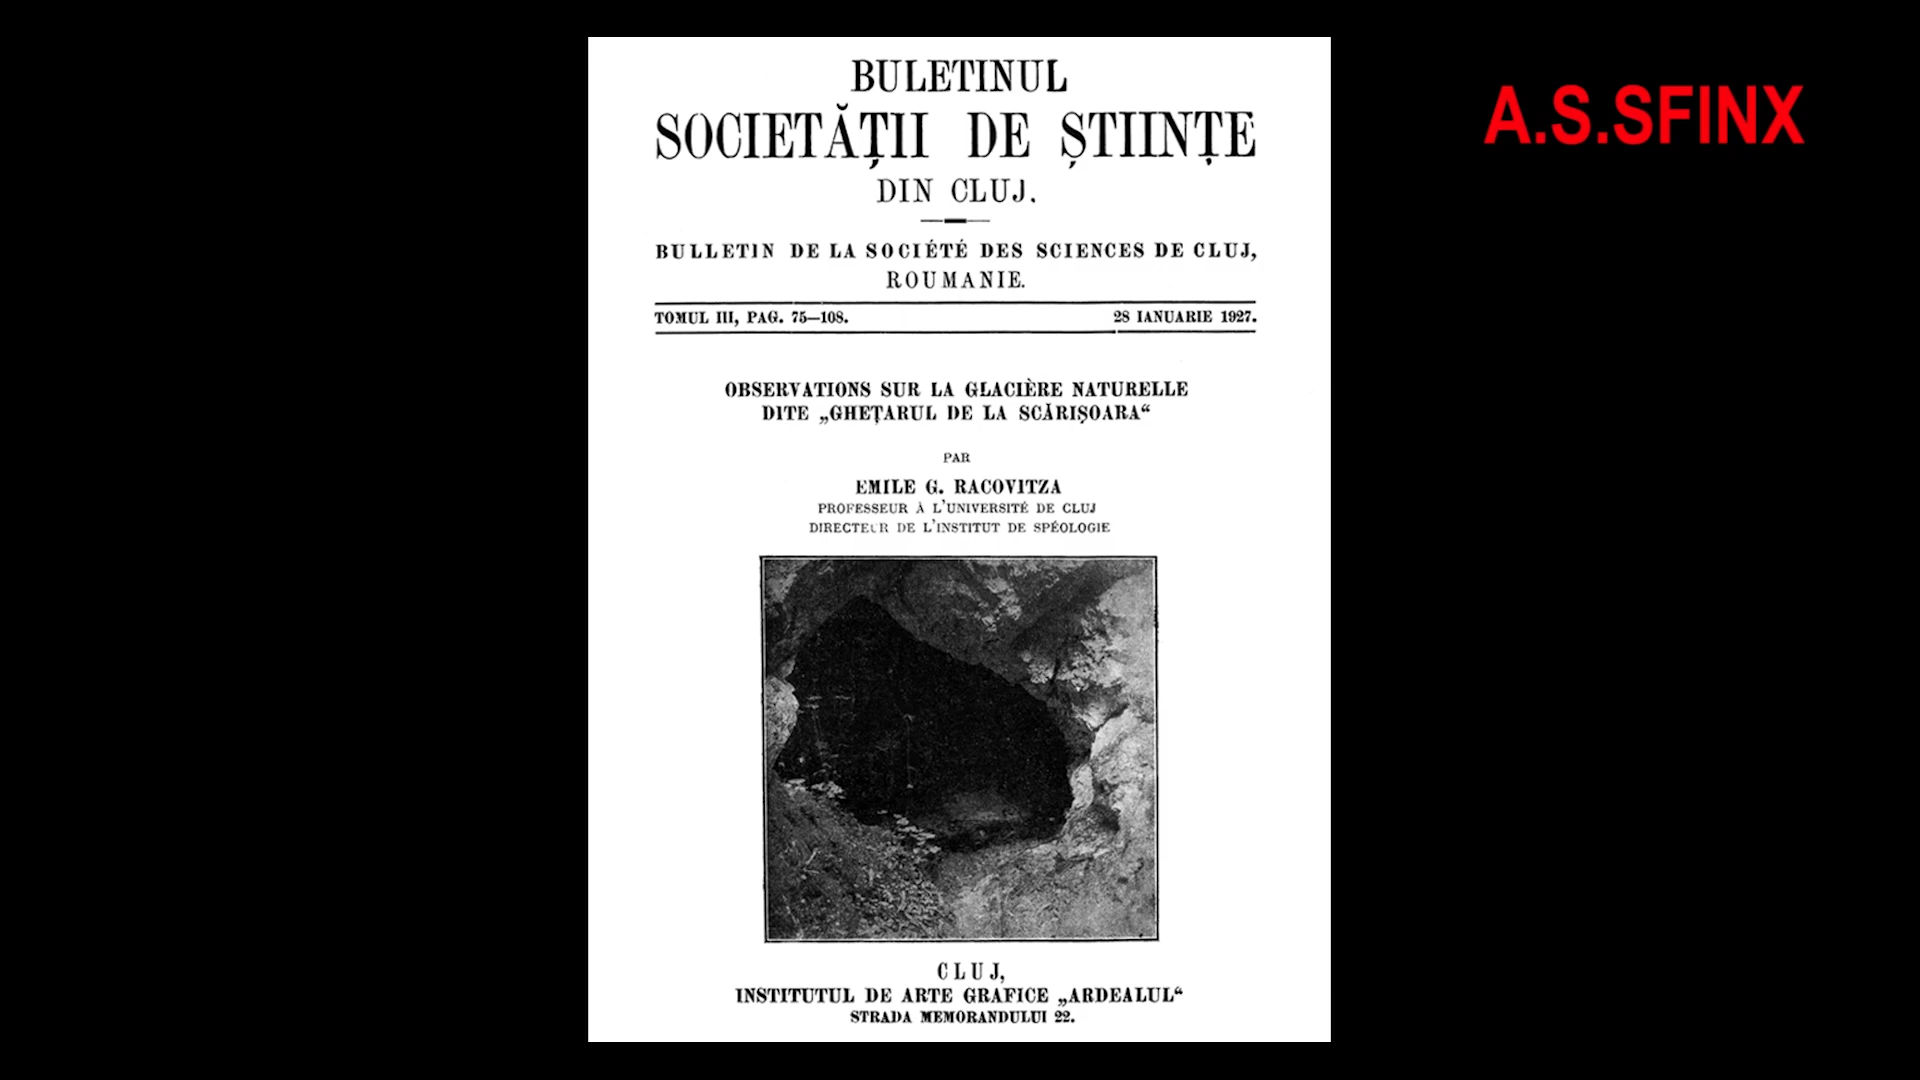 BULETINUL
SOCIETĂȚII DE ȘTIINȚE
DIN CLUJ.
BULLETIN DE LA SOCIÉTÉ DES SCIENCES DE CLUJ,
ROUMANIE.
TOMUL III, PAG. 75—108. 28 IANUARIE 1927.
OBSERVATIONS SUR LA GLACIÈRE NATURELLE
DITE „GHEȚARUL DE LA SCĂRIȘOARA“
PAR
EMILE G. RACOVITZA
PROFESSEUR À L'UNIVERSITÉ DE CLUJ
DIRECTEUR DE L'INSTITUT DE SPÉOLOGIE
CLUJ,
INSTITUTUL DE ARTE GRAFICE „ARDEALUL“
STRADA MEMORANDULUI 22.
A.S.SFINX